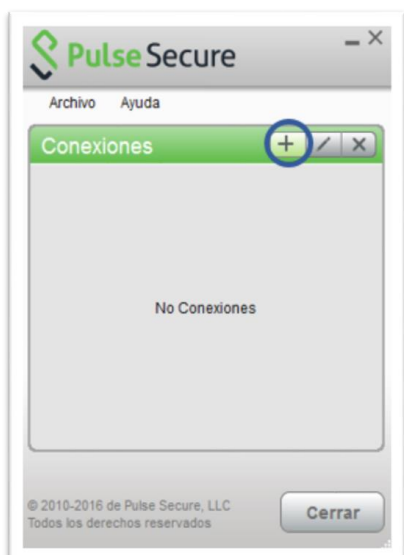 Pulse Secure
Archivo Ayuda
Conexiones
No Conexiones
© 2010-2016 de Pulse Secure, LLC
Todos los derechos reservados
Cerrar